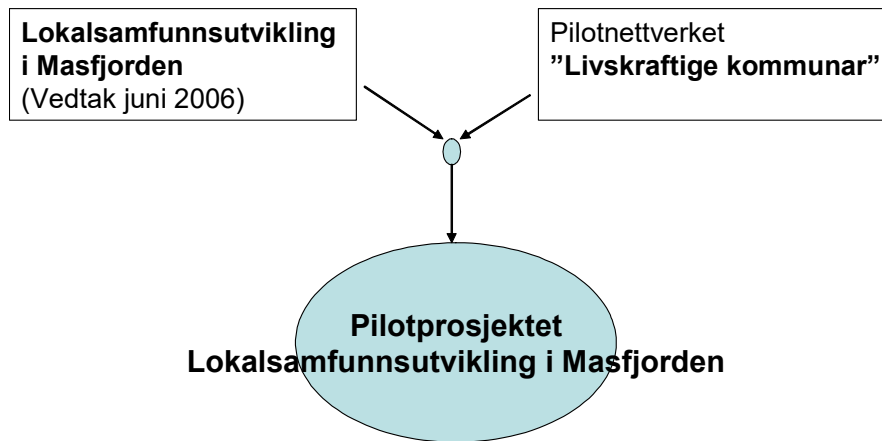 Lokalsamfunnsutvikling
i Masfjorden
(Vedtak juni 2006)
Pilotnettverket
”Livskraftige kommunar”
Pilotprosjektet
Lokalsamfunnsutvikling i Masfjorden